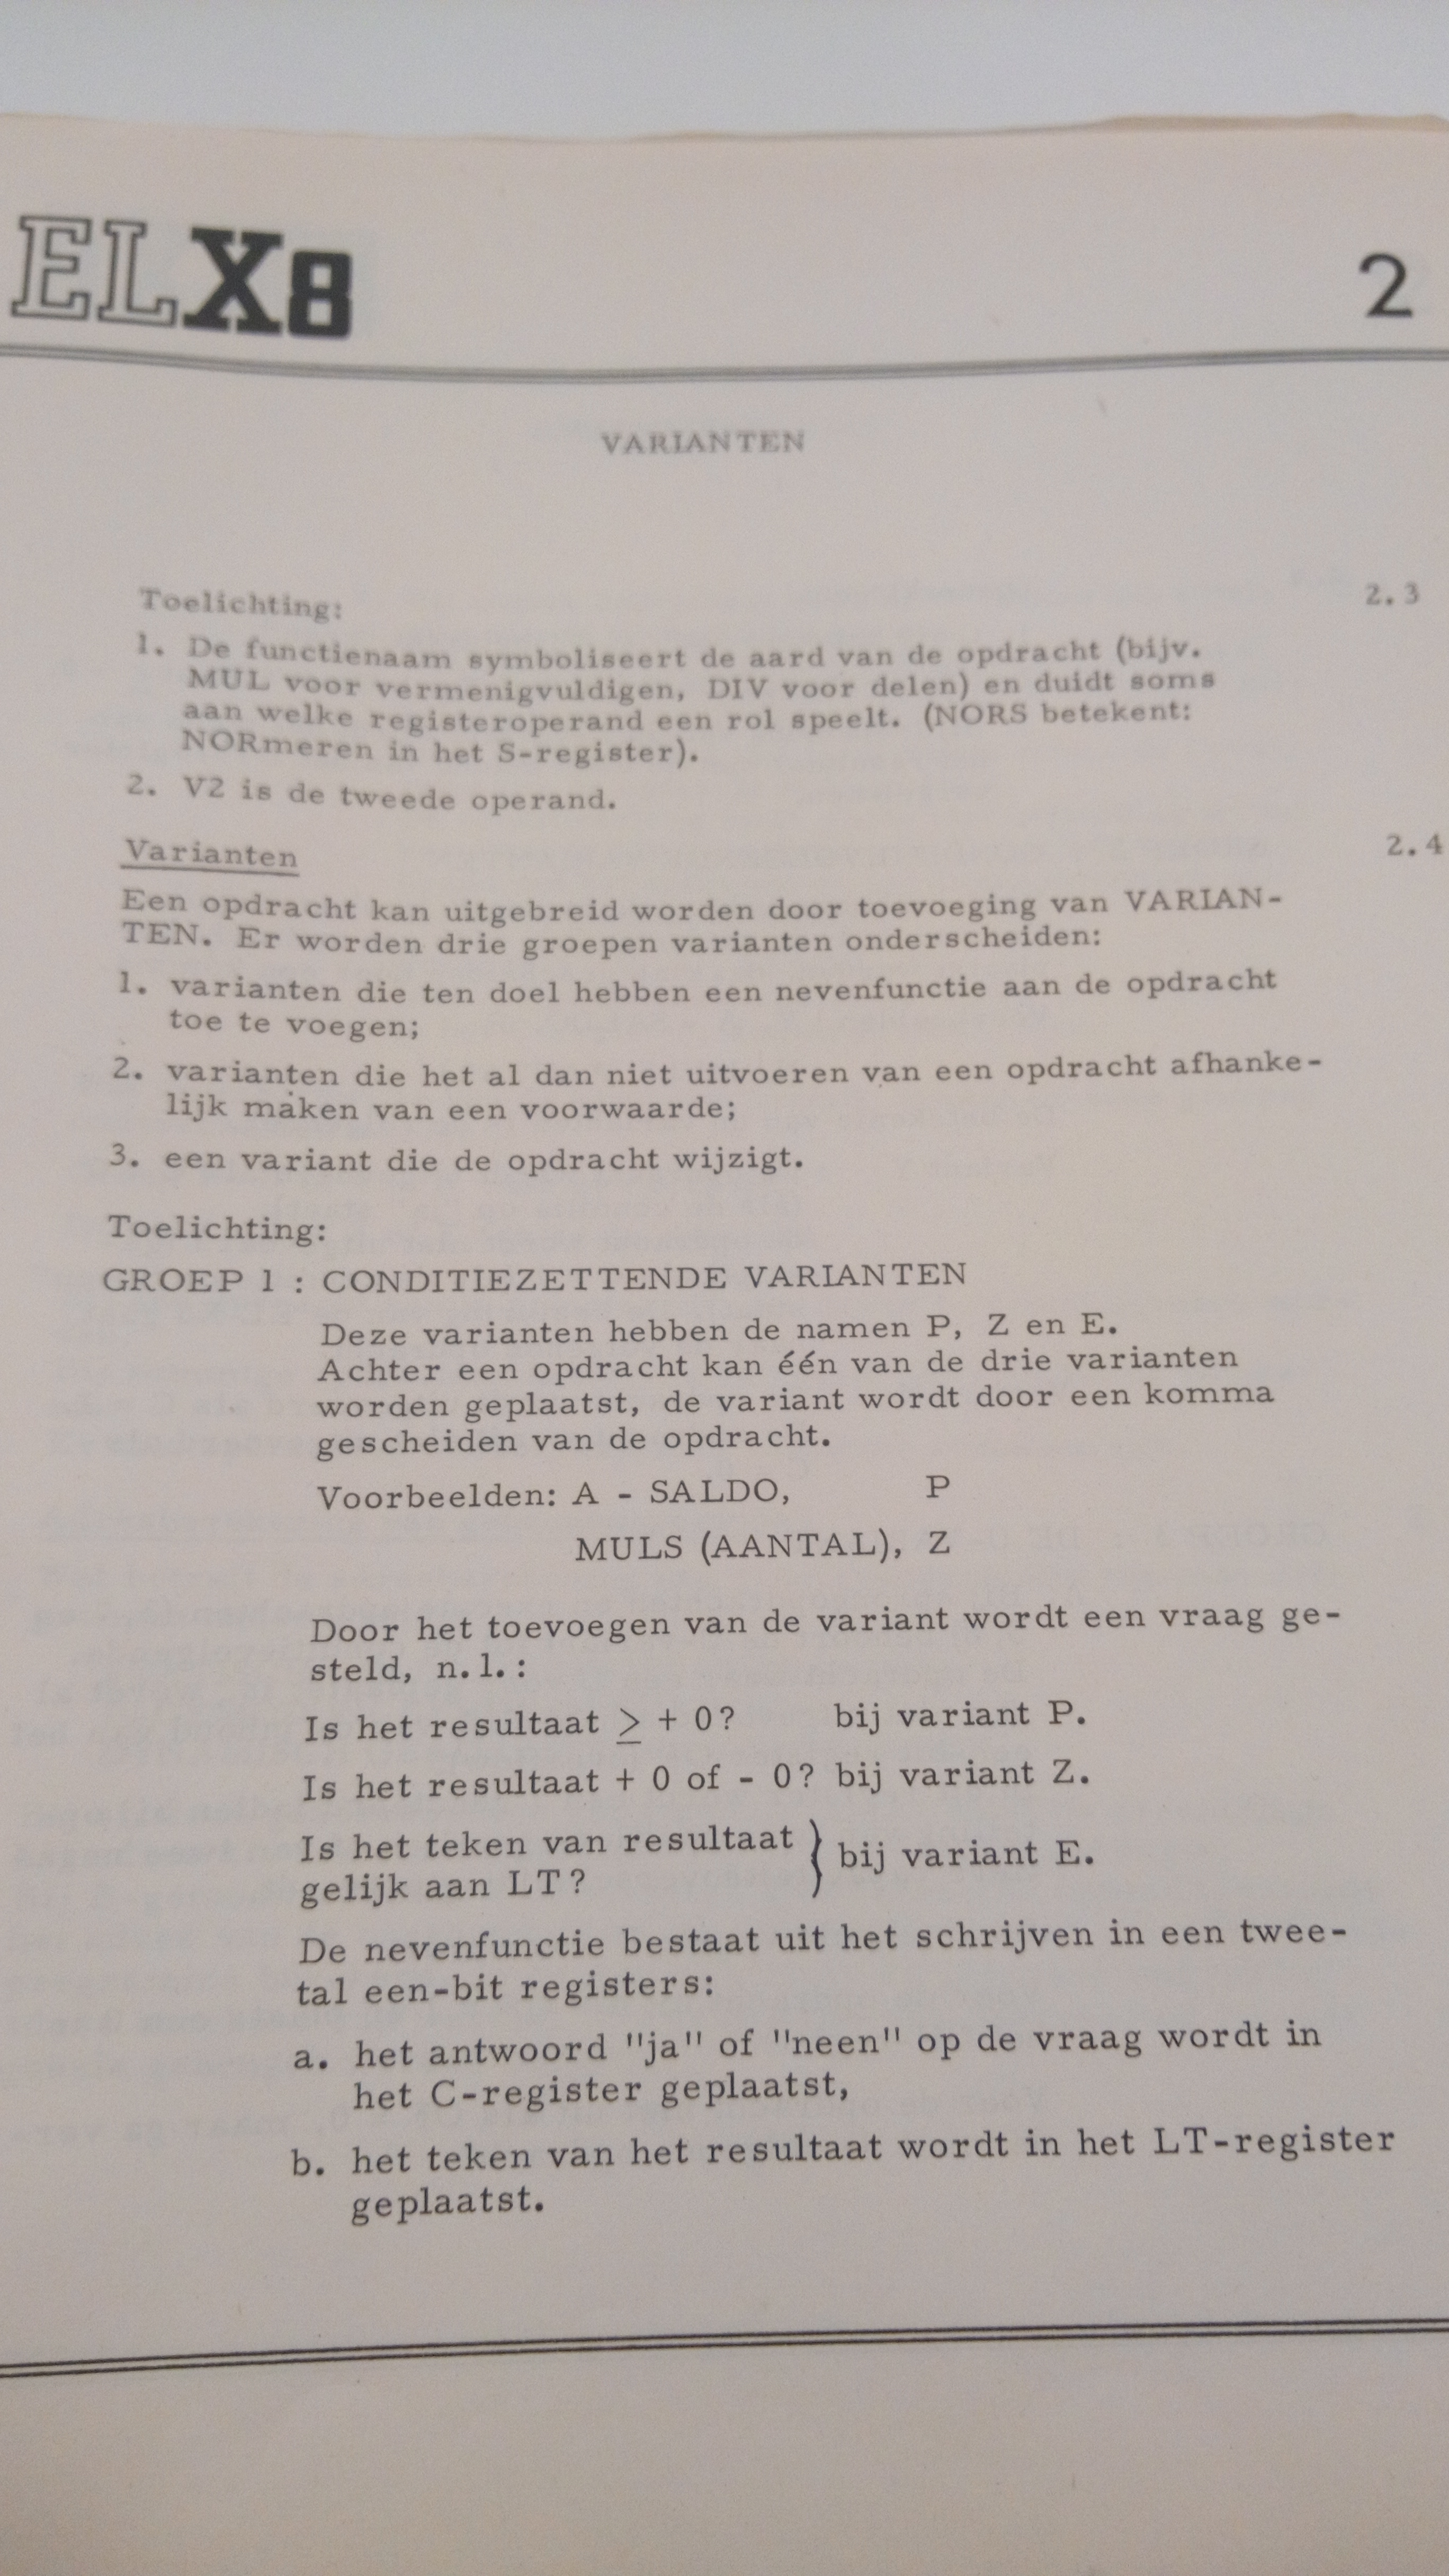 ELX8
2
VARIANTEN
Toelichting:
2.3
1. De functienaam symboliseert de aard van de opdracht (bijv.
MUL voor vermenigvuldigen, DIV voor delen) en duidt soms
aan welke registeroperand een rol speelt. (NORS betekent:
NORmeren in het S-register).
2. V2 is de tweede operand.
Varianten
2.4
Een opdracht kan uitgebreid worden door toevoeging van VARIAN-
TEN. Er worden drie groepen varianten onderscheiden:
1. varianten die ten doel hebben een nevenfunctie aan de opdracht
toe te voegen;
2. varianten die het al dan niet uitvoeren van een opdracht afhanke-
lijk maken van een voorwaarde;
3. een variant die de opdracht wijzigt.
Toelichting:
GROEP 1 : CONDITIEZETTENDE VARIANTEN
Deze varianten hebben de namen P, Z en E.
Achter een opdracht kan één van de drie varianten
worden geplaatst, de variant wordt door een komma
gescheiden van de opdracht.
Voorbeelden: A - SALDO, P
MULS (AANTAL), Z
Door het toevoegen van de variant wordt een vraag ge-
steld, n.l.:
Is het resultaat ≥ + 0? bij variant P.
Is het resultaat + 0 of - 0? bij variant Z.
Is het teken van resultaat
gelijk aan LT? } bij variant E.
De nevenfunctie bestaat uit het schrijven in een twee-
tal een-bit registers:
a. het antwoord "ja" of "neen" op de vraag wordt in
het C-register geplaatst,
b. het teken van het resultaat wordt in het LT-register
geplaatst.